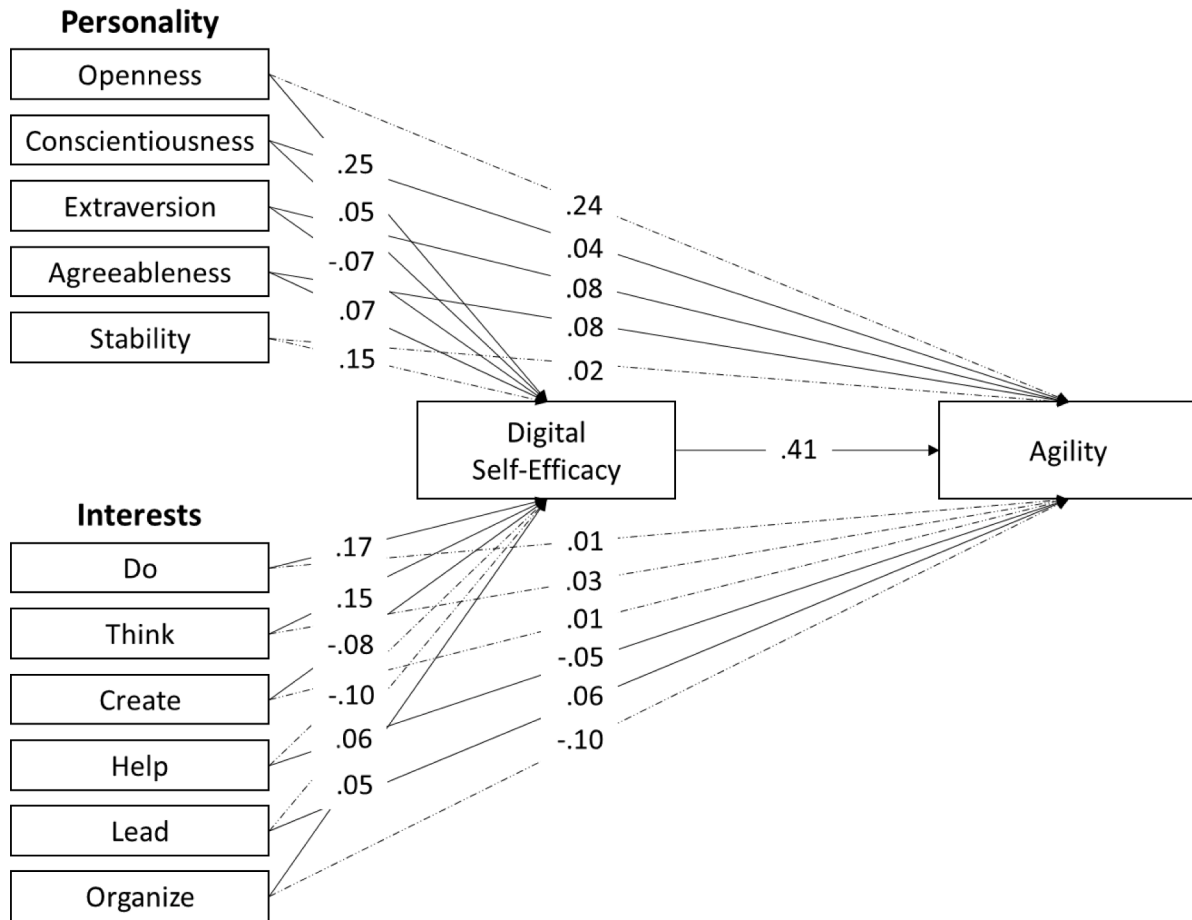 Personality
Openness
Conscientiousness
Extraversion
Agreeableness
Stability
.25
.05
-.07
.07
.15
.24
.04
.08
.08
.02
Digital
Self-Efficacy
.41
Agility
Interests
Do
Think
Create
Help
Lead
Organize
.17
.15
-.08
-.10
.06
.05
.01
.03
.01
-.05
.06
-.10